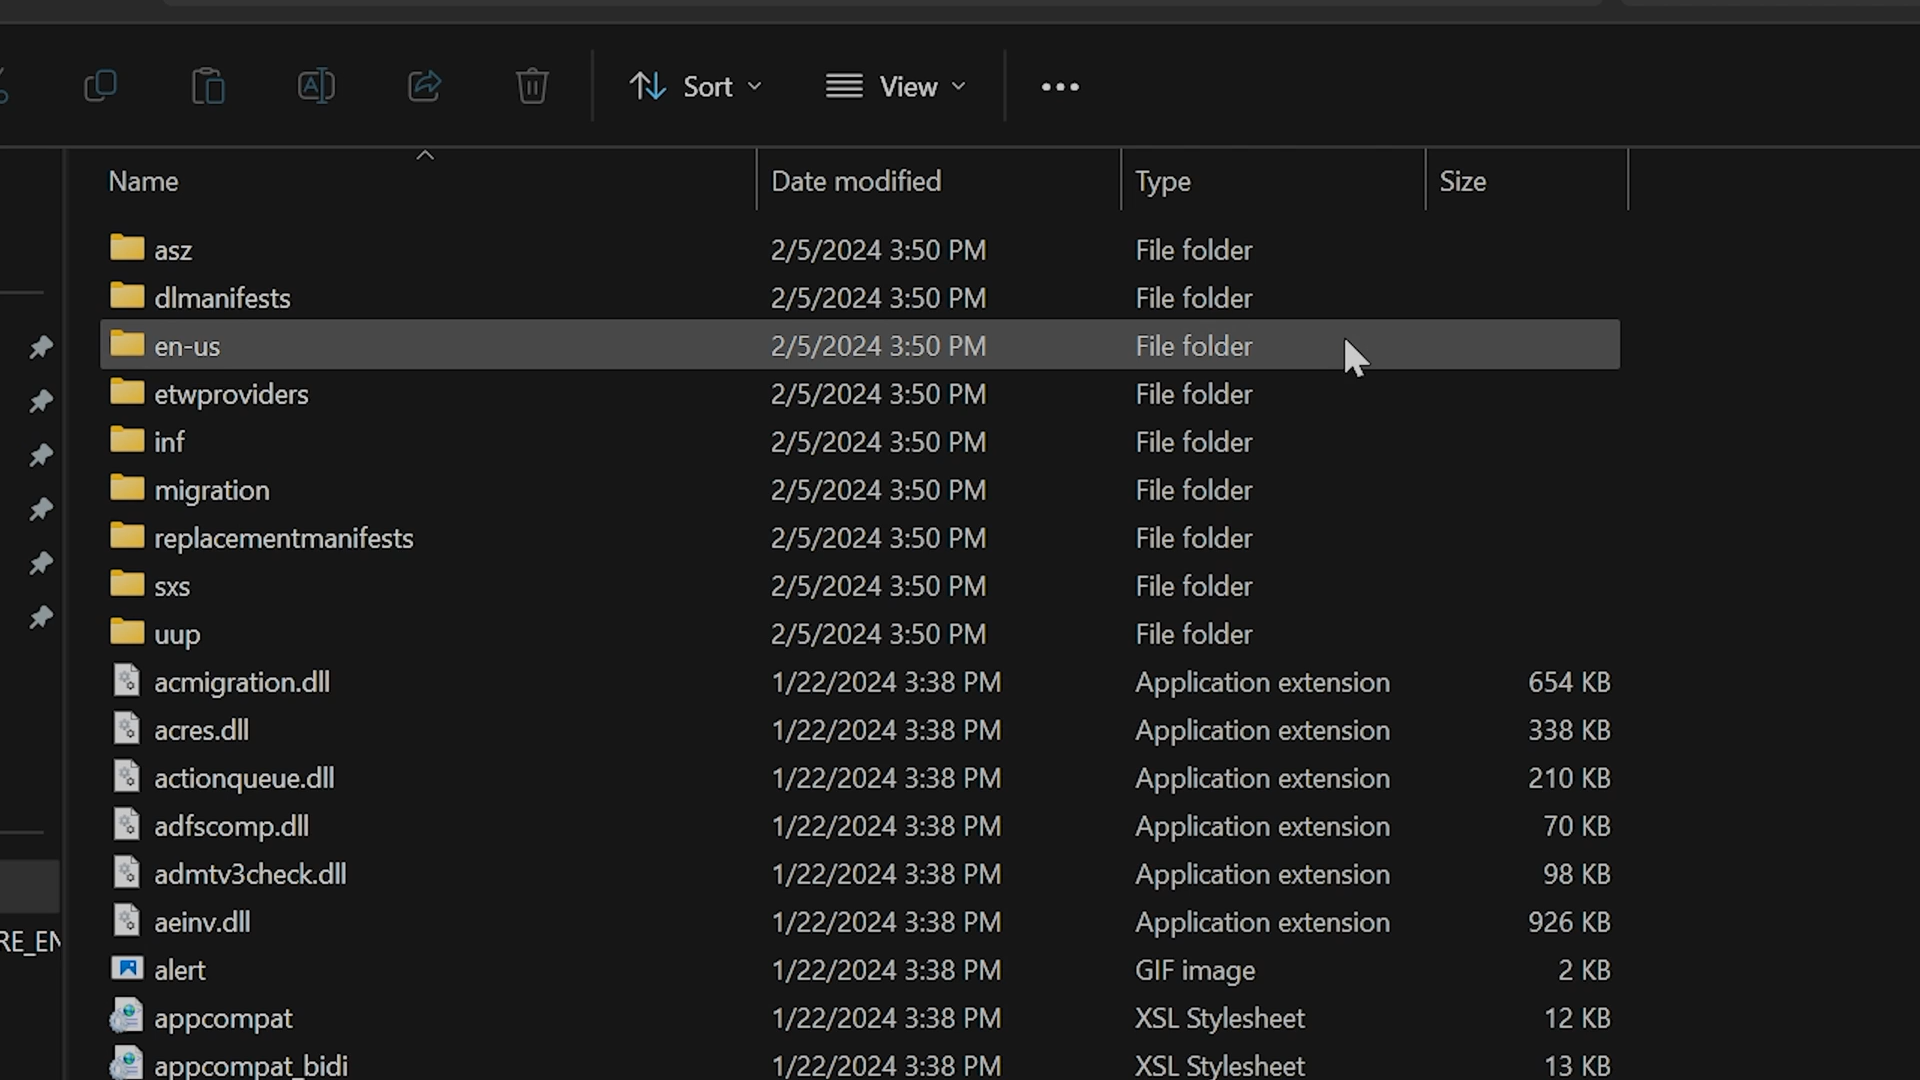 Sort View
Name Date modified Type Size
asz 2/5/2024 3:50 PM File folder
dlmanifests 2/5/2024 3:50 PM File folder
en-us 2/5/2024 3:50 PM File folder
etwproviders 2/5/2024 3:50 PM File folder
inf 2/5/2024 3:50 PM File folder
migration 2/5/2024 3:50 PM File folder
replacementmanifests 2/5/2024 3:50 PM File folder
sxs 2/5/2024 3:50 PM File folder
uup 2/5/2024 3:50 PM File folder
acmigration.dll 1/22/2024 3:38 PM Application extension 654 KB
acres.dll 1/22/2024 3:38 PM Application extension 338 KB
actionqueue.dll 1/22/2024 3:38 PM Application extension 210 KB
adfscomp.dll 1/22/2024 3:38 PM Application extension 70 KB
admtv3check.dll 1/22/2024 3:38 PM Application extension 98 KB
aeinv.dll 1/22/2024 3:38 PM Application extension 926 KB
RE_EN
alert 1/22/2024 3:38 PM GIF image 2 KB
appcompat 1/22/2024 3:38 PM XSL Stylesheet 12 KB
appcompat_bidi 1/22/2024 3:38 PM XSL Stylesheet 13 KB